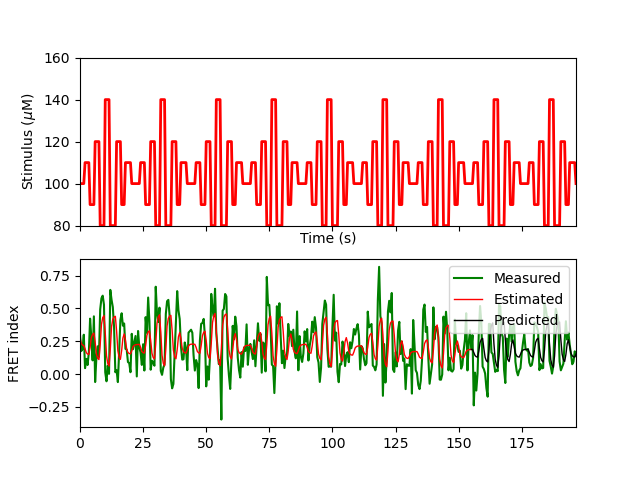 160
140
120
100
80
Stimulus (μM)
Time (s)
0.75
0.50
0.25
0.00
−0.25
FRET index
Measured
Estimated
Predicted
0 25 50 75 100 125 150 175